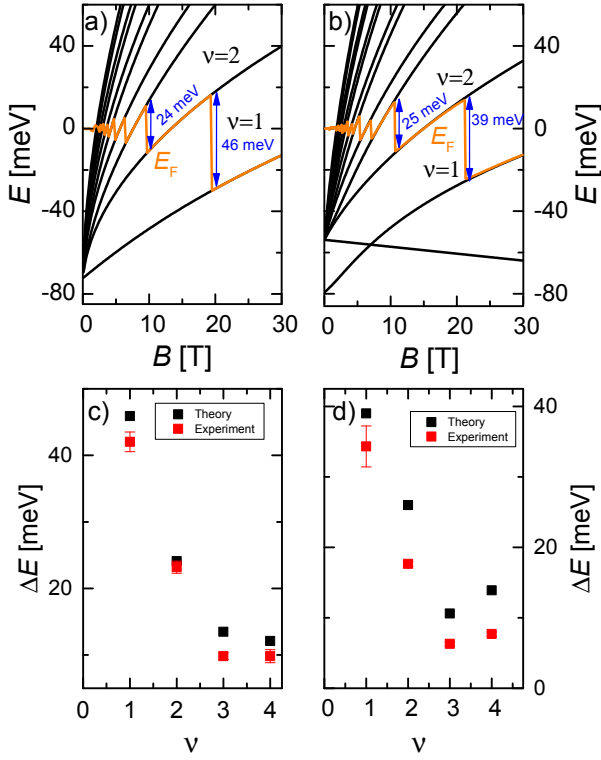 a)
b)
40
0
-40
-80
E [meV]
ν=2
24 meV
ν=1
46 meV
E_F
0 10 20 30
B [T]
ν=2
25 meV
39 meV
E_F
ν=1
40
0
-40
-80
E [meV]
0 10 20 30
B [T]
c)
Theory
Experiment
40
20
ΔE [meV]
0 1 2 3 4
ν
d)
Theory
Experiment
40
20
0
ΔE [meV]
0 1 2 3 4
ν